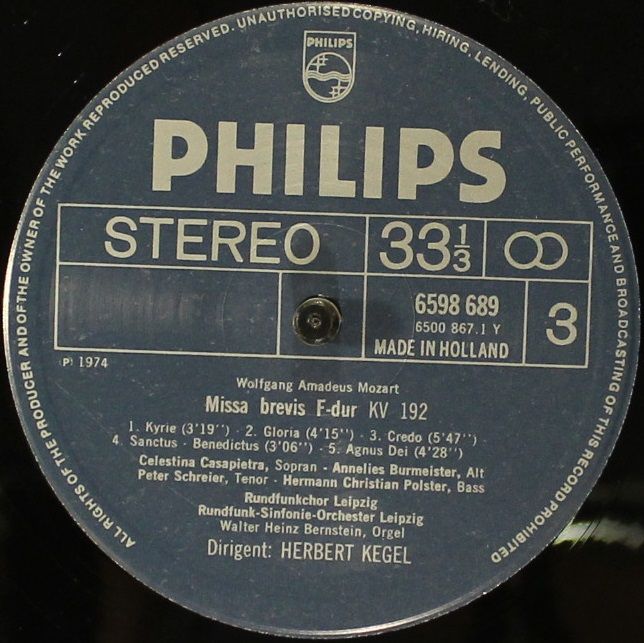 ALL RIGHTS OF THE PRODUCER AND OF THE OWNER OF THE WORK REPRODUCED RESERVED. UNAUTHORISED COPYING, HIRING, LENDING, PUBLIC PERFORMANCE AND BROADCASTING OF THIS RECORD PROHIBITED
PHILIPS
PHILIPS
STEREO 33 1/3
6598 689
6500 867.1 Y
MADE IN HOLLAND
3
(P) 1974
Wolfgang Amadeus Mozart
Missa brevis F-dur KV 192
1. Kyrie (3'19'') · 2. Gloria (4'15'') · 3. Credo (5'47'') ·
4. Sanctus · Benedictus (3'06'') · 5. Agnus Dei (4'28'')
Celestina Casapietra, Sopran · Annelies Burmeister, Alt
Peter Schreier, Tenor · Hermann Christian Polster, Bass
Rundfunkchor Leipzig
Rundfunk-Sinfonie-Orchester Leipzig
Walter Heinz Bernstein, Orgel
Dirigent: HERBERT KEGEL